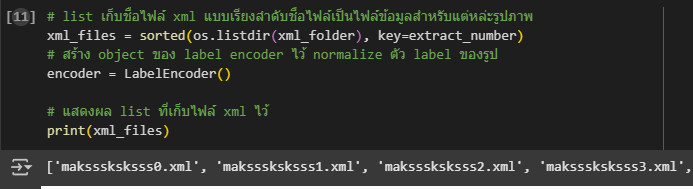 [11] # list เก็บชื่อไฟล์ xml แบบเรียงลำดับชื่อไฟล์เป็นไฟล์ข้อมูลสำหรับแต่หล่ะรูปภาพ
xml_files = sorted(os.listdir(xml_folder), key=extract_number)
# สร้าง object ของ label encoder ไว้ normalize ตัว label ของรูป
encoder = LabelEncoder()
# แสดงผล list ที่เก็บไฟล์ xml ไว้
print(xml_files)
['maksssksksss0.xml', 'maksssksksss1.xml', 'maksssksksss2.xml', 'maksssksksss3.xml',